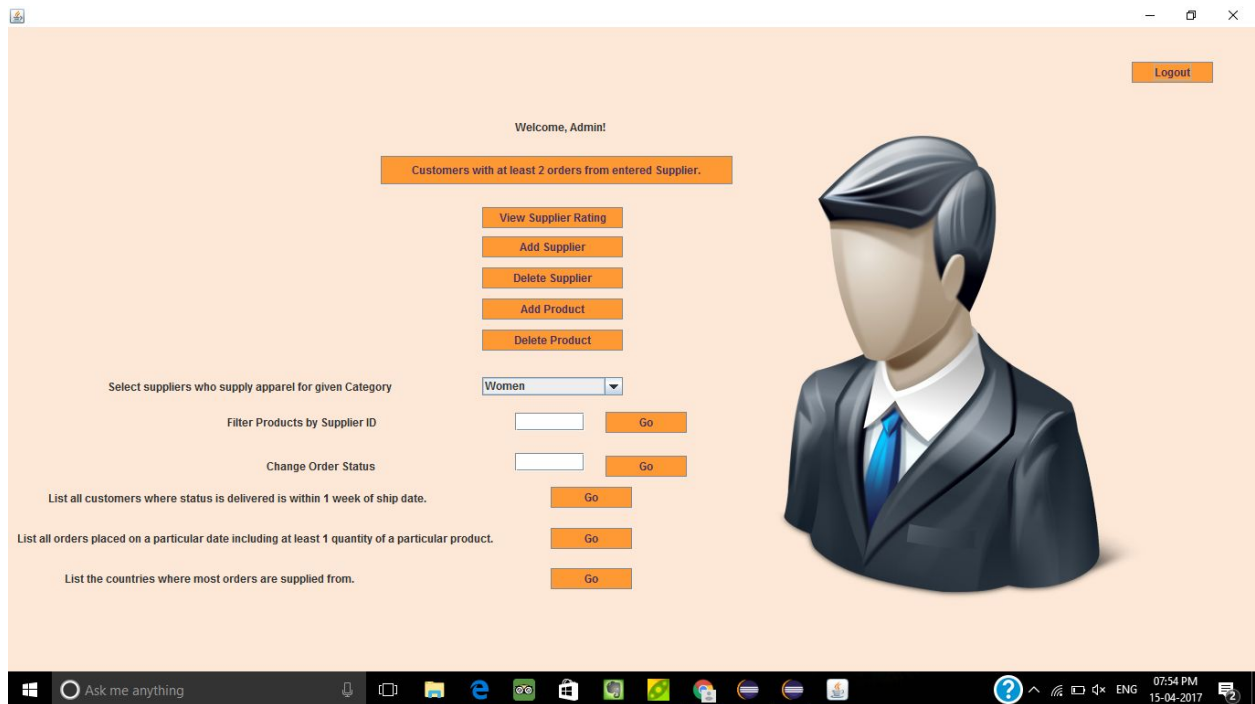 Logout
Welcome, Admin!
Customers with at least 2 orders from entered Supplier.
View Supplier Rating
Add Supplier
Delete Supplier
Add Product
Delete Product
Select suppliers who supply apparel for given Category Women
Filter Products by Supplier ID Go
Change Order Status Go
List all customers where status is delivered is within 1 week of ship date. Go
List all orders placed on a particular date including at least 1 quantity of a particular product. Go
List the countries where most orders are supplied from. Go
Ask me anything ENG 07:54 PM
15-04-2017 2